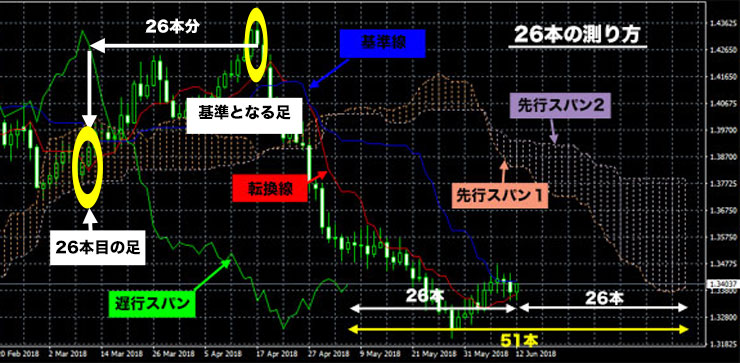 26本分
26本の測り方
基準線
基準となる足
先行スパン2
転換線
先行スパン1
26本目の足
遅行スパン
26本
26本
51本
1.43625
1.42650
1.41650
1.40675
1.39700
1.38700
1.37725
1.36750
1.35750
1.34775
1.34037
1.33800
1.32800
1.31825
20 Feb 2018
2 Mar 2018
14 Mar 2018
26 Mar 2018
5 Apr 2018
17 Apr 2018
27 Apr 2018
9 May 2018
21 May 2018
31 May 2018
12 Jun 2018